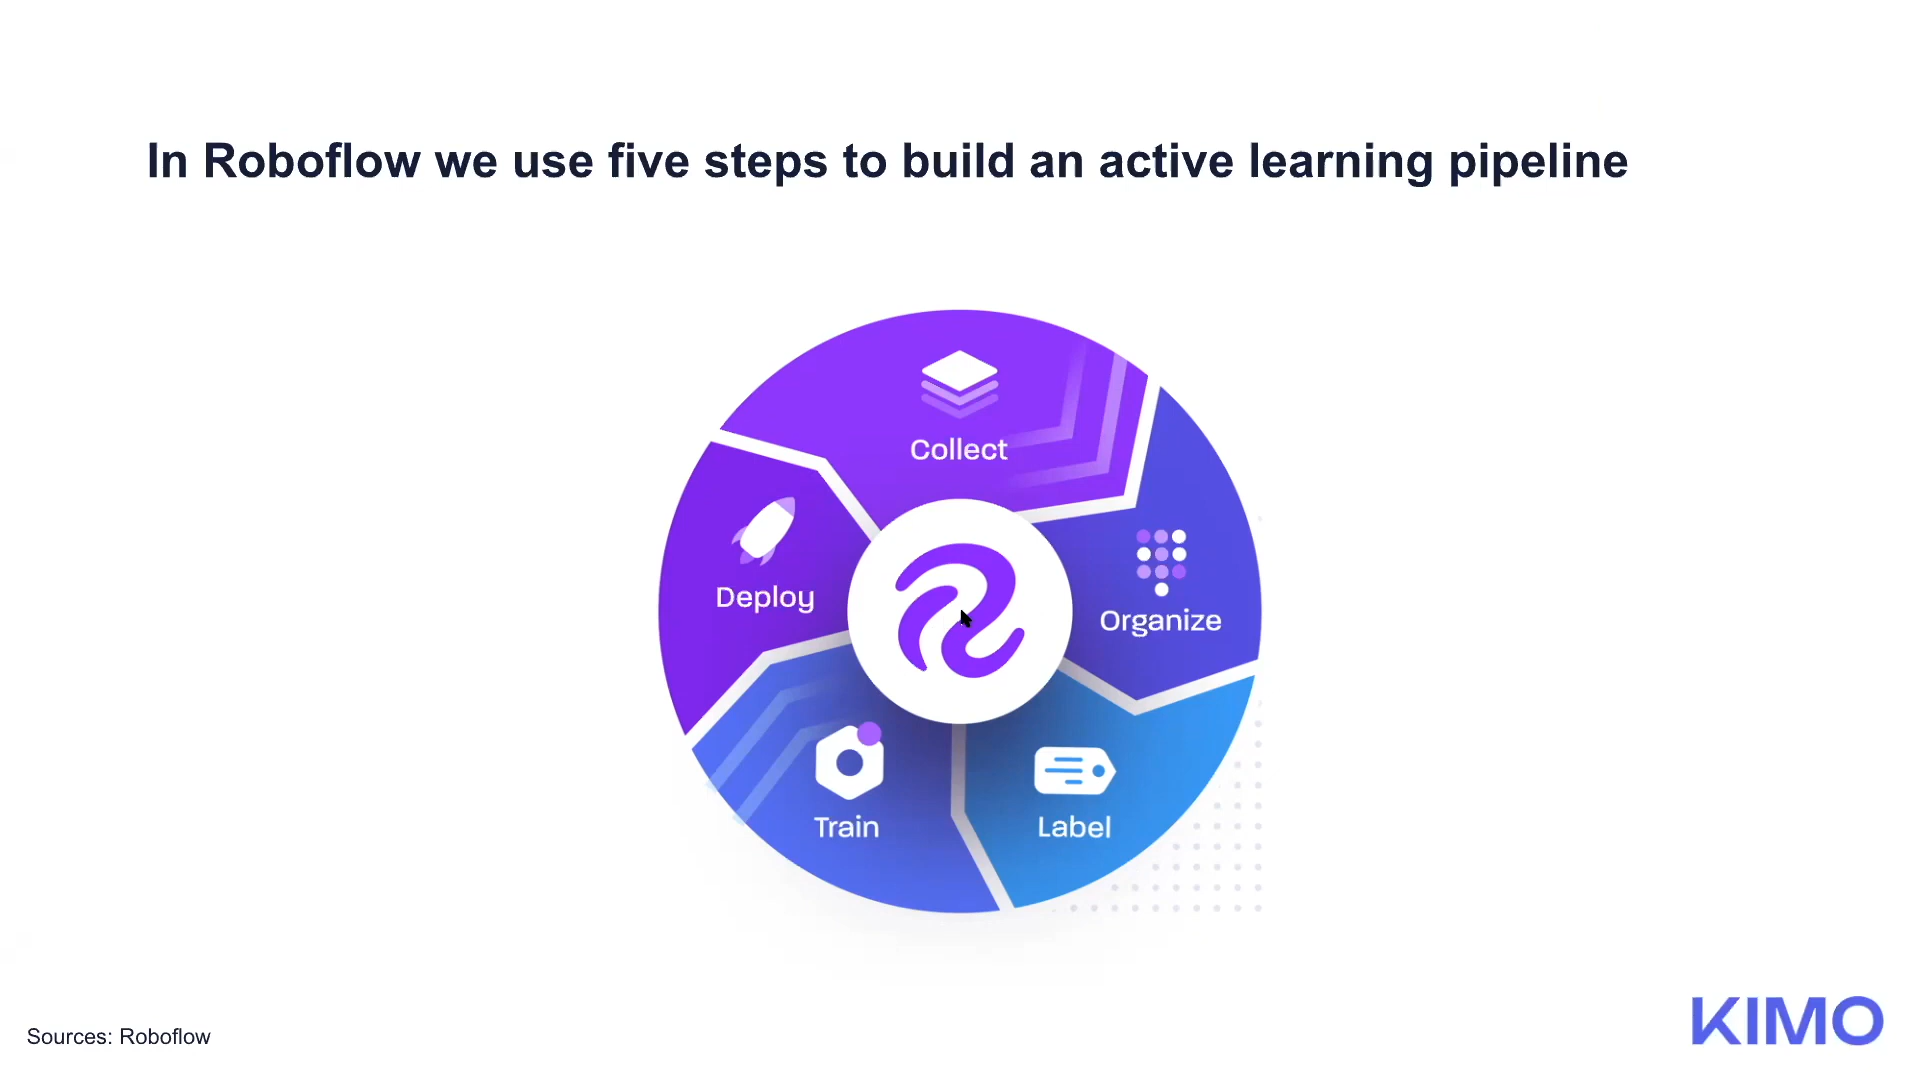 In Roboflow we use five steps to build an active learning pipeline
Collect
Organize
Deploy
Train
Label
Sources: Roboflow
KIMO